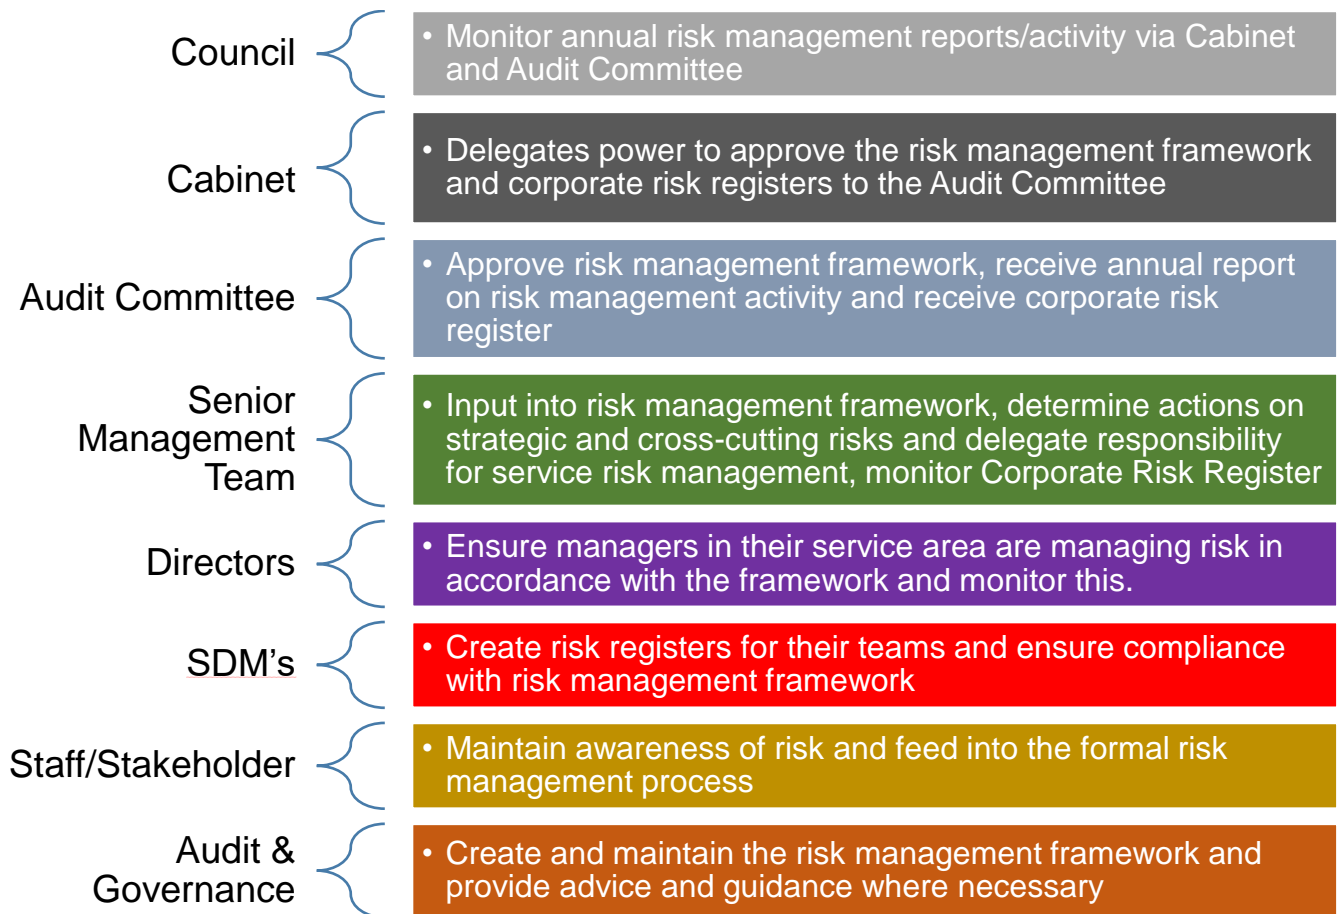 Council
• Monitor annual risk management reports/activity via Cabinet
and Audit Committee
Cabinet
• Delegates power to approve the risk management framework
and corporate risk registers to the Audit Committee
Audit Committee
• Approve risk management framework, receive annual report
on risk management activity and receive corporate risk
register
Senior
Management
Team
• Input into risk management framework, determine actions on
strategic and cross-cutting risks and delegate responsibility
for service risk management, monitor Corporate Risk Register
Directors
• Ensure managers in their service area are managing risk in
accordance with the framework and monitor this.
SDM's
• Create risk registers for their teams and ensure compliance
with risk management framework
Staff/Stakeholder
• Maintain awareness of risk and feed into the formal risk
management process
Audit &
Governance
• Create and maintain the risk management framework and
provide advice and guidance where necessary